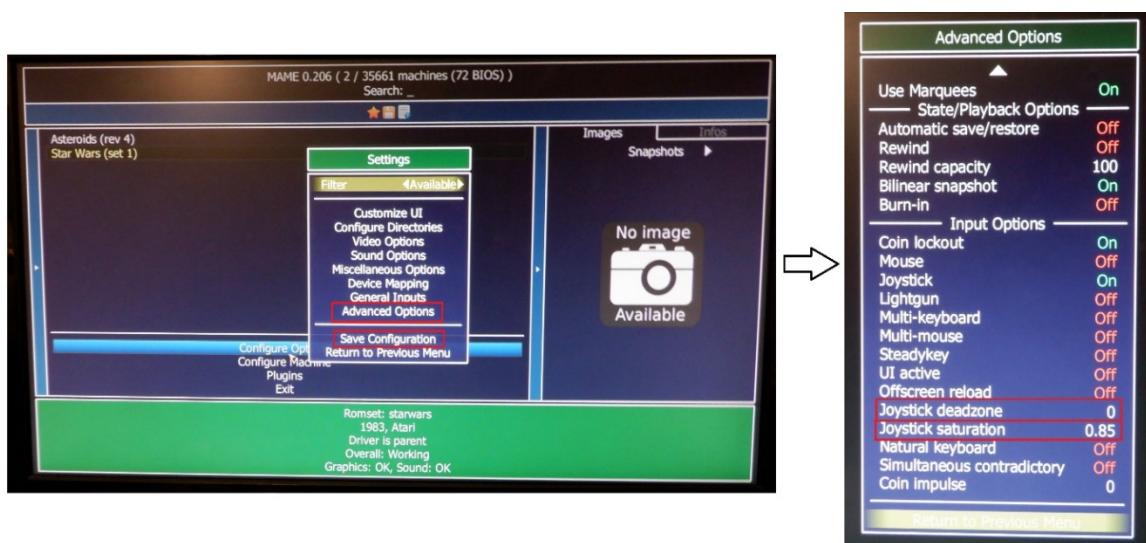 MAME 0.206 ( 2 / 35661 machines (72 BIOS) )
Search: _
Asteroids (rev 4)
Star Wars (set 1)
Settings
Filter Available
Customize UI
Configure Directories
Video Options
Sound Options
Miscellaneous Options
Device Mapping
General Inputs
Advanced Options
Save Configuration
Return to Previous Menu
Configure Opt
Configure Machine
Plugins
Exit
Images Infos
Snapshots
No image
Available
Romset: starwars
1983, Atari
Driver is parent
Overall: Working
Graphics: OK, Sound: OK
Advanced Options
Use Marquees On
State/Playback Options
Automatic save/restore Off
Rewind Off
Rewind capacity 100
Bilinear snapshot On
Burn-in Off
Input Options
Coin lockout On
Mouse Off
Joystick On
Lightgun Off
Multi-keyboard Off
Multi-mouse Off
Steadykey Off
UI active Off
Offscreen reload Off
Joystick deadzone 0
Joystick saturation 0.85
Natural keyboard Off
Simultaneous contradictory Off
Coin impulse 0
Return to Previous Menu